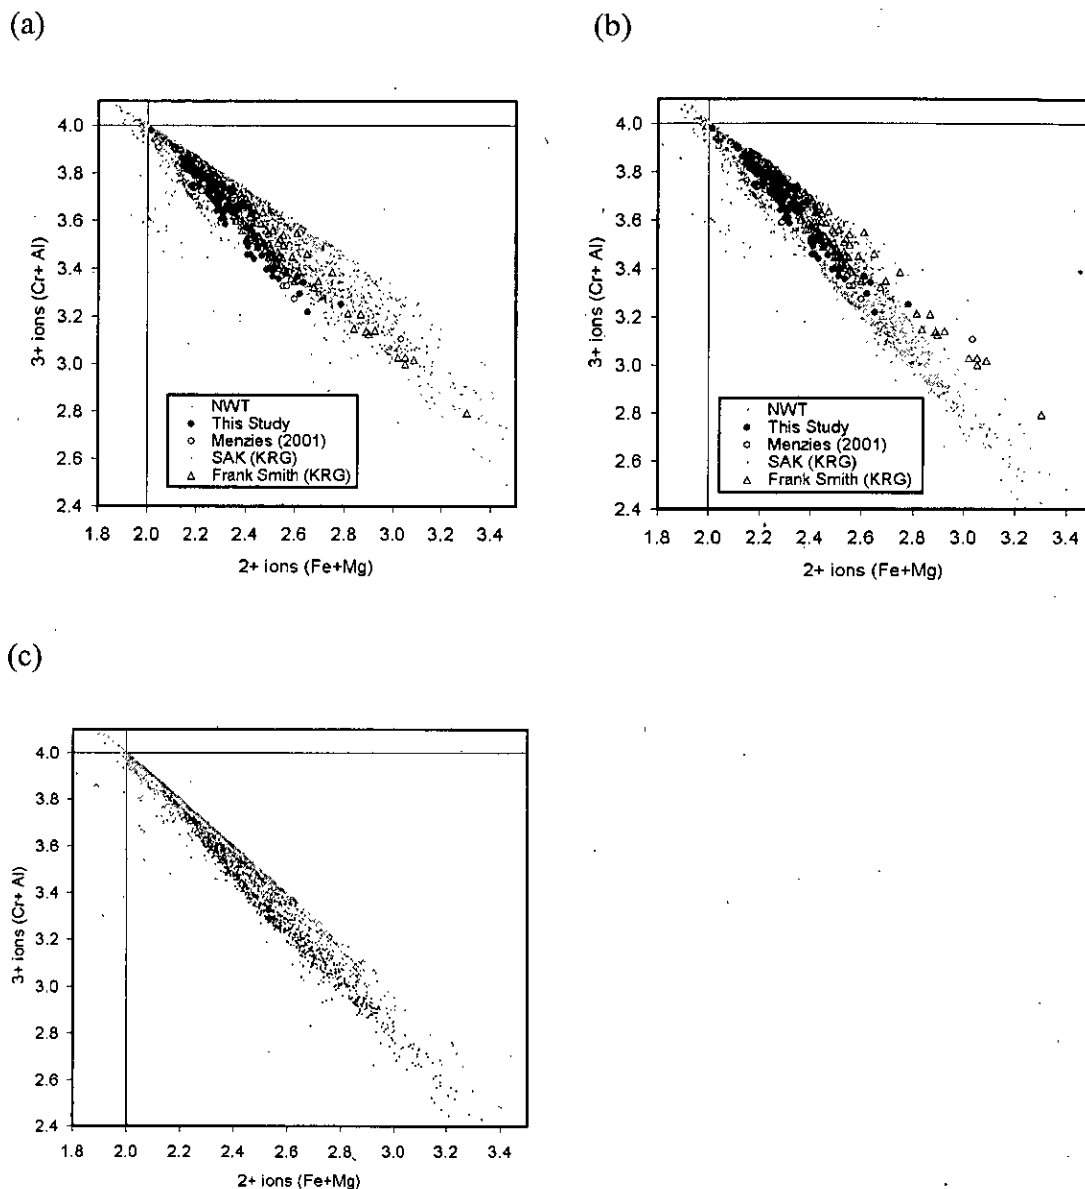 (a)
(b)
4.0
3.8
3.6
3.4
3.2
3.0
2.8
2.6
2.4
3+ ions (Cr+ Al)
NWT
This Study
Menzies (2001)
SAK (KRG)
Frank Smith (KRG)
1.8 2.0 2.2 2.4 2.6 2.8 3.0 3.2 3.4
2+ ions (Fe+Mg)
4.0
3.8
3.6
3.4
3.2
3.0
2.8
2.6
2.4
3+ ions (Cr+ Al)
NWT
This Study
Menzies (2001)
SAK (KRG)
Frank Smith (KRG)
1.8 2.0 2.2 2.4 2.6 2.8 3.0 3.2 3.4
2+ ions (Fe+Mg)
(c)
4.0
3.8
3.6
3.4
3.2
3.0
2.8
2.6
2.4
3+ ions (Cr+ Al)
1.8 2.0 2.2 2.4 2.6 2.8 3.0 3.2 3.4
2+ ions (Fe+Mg)